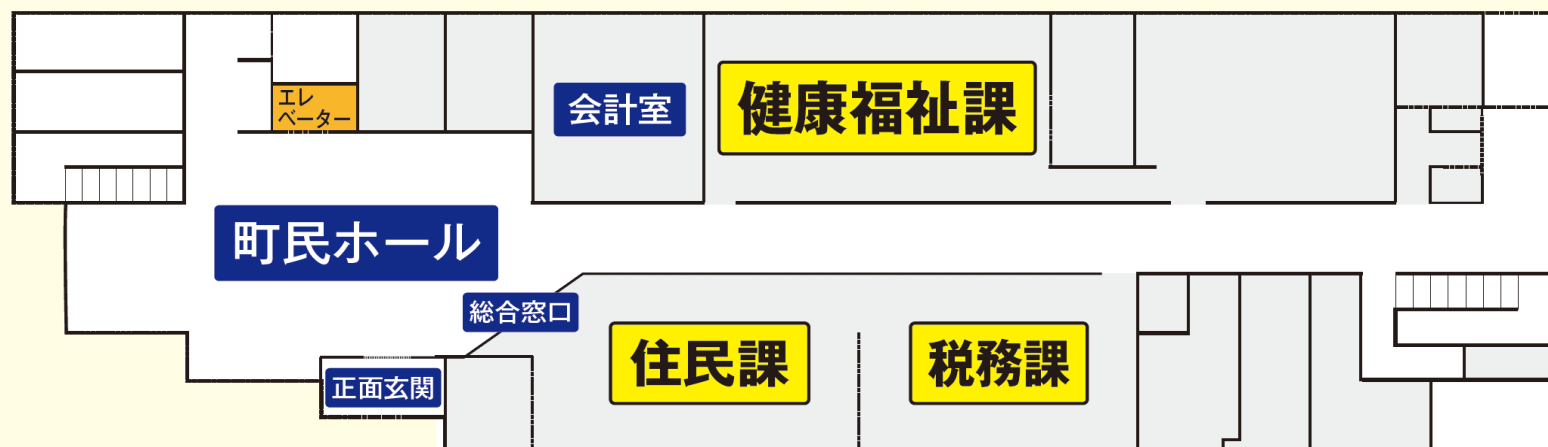 エレ
ベーター
会計室
健康福祉課
町民ホール
総合窓口
住民課
税務課
正面玄関